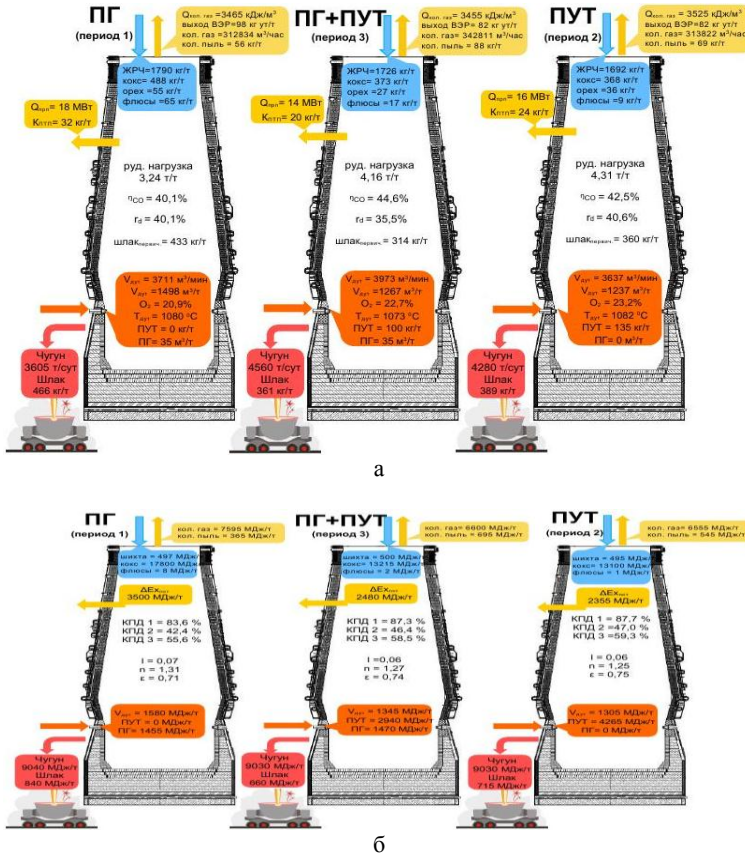 ПГ
(период 1)
Qкол. газ =3465 кДж/м³
выход ВЭР=98 кг ут/т
кол. газ= 312834 м³/час
кол. пыль = 56 кг/т
ЖРЧ=1790 кг/т
кокс= 488 кг/т
орех =55 кг/т
флюсы =65 кг/т
= 18 МВт
= 32 кг/т
руд. нагрузка
3,24 т/т
ηCO = 40,1%
rd = 40,1%
= 433 кг/т
Vдут. = 3711 м³/мин
Vдут. =1498 м³/т
O₂ = 20,9%
Tдут = 1080 °C
ПУТ = 0 кг/т
ПГ= 35 м³/т
Чугун
3605 т/сут
Шлак
466 кг/т
ПГ+ПУТ
(период 3)
Qкол. газ= 3455 кДж/м³
выход ВЭР= 82 кг ут/т
кол. газ= 342811 м³/час
кол. пыль = 88 кг/т
ЖРЧ=1726 кг/т
кокс = 373 кг/т
орех =27 кг/т
флюсы =17 кг/т
= 14 МВт
= 20 кг/т
руд. нагрузка
4,16 т/т
ηCO = 44,6%
rd = 35,5%
= 314 кг/т
Vдут. = 3973 м³/мин
Vдут. =1267 м³/т
O₂ = 22,7%
Tдут = 1073 °C
ПУТ = 100 кг/т
ПГ= 35 м³/т
Чугун
4560 т/сут
Шлак
361 кг/т
ПУТ
(период 2)
Qкол. газ = 3525 кДж/м³
выход ВЭР=82 кг ут/т
кол. газ= 313822 м³/час
кол. пыль = 69 кг/т
ЖРЧ=1692 кг/т
кокс = 368 кг/т
орех = 36 кг/т
флюсы =9 кг/т
= 16 МВт
= 24 кг/т
руд. нагрузка
4,31 т/т
ηCO = 42,5%
rd = 40,6%
= 360 кг/т
Vдут. = 3637 м³/мин
Vдут. =1237 м³/т
O₂ = 23,2%
Tдут = 1082 °C
ПУТ = 135 кг/т
ПГ= 0 м³/т
Чугун
4280 т/сут
Шлак
389 кг/т
а
ПГ
(период 1)
кол. газ= 7595 МДж/т
кол. пыль = 365 МДж/т
шихта = 497 МДж/т
кокс = 17800 МДж/т
флюсы = 8 МДж/т
3500 МДж/т
КПД 1 = 83,6 %
КПД 2 = 42,4 %
КПД 3 = 55,6 %
I = 0,07
n = 1,31
ε = 0,71
Vдут. = 1580 МДж/т
ПУТ = 0 МДж/т
ПГ= 1455 МДж/т
Чугун
9040 МДж/т
Шлак
840 МДж/т
ПГ+ПУТ
(период 3)
кол. газ= 6600 МДж/т
кол. пыль = 695 МДж/т
шихта = 500 МДж/т
кокс= 13215 МДж/т
флюсы = 2 МДж/т
2480 МДж/т
КПД 1 = 87,3 %
КПД 2 = 46,4 %
КПД 3 = 58,5 %
I =0,06
n = 1,27
ε = 0,74
Vдут. = 1345 МДж/т
ПУТ = 2940 МДж/т
ПГ= 1470 МДж/т
Чугун
9030 МДж/т
Шлак
660 МДж/т
ПУТ
(период 2)
кол. газ= 6555 МДж/т
кол. пыль = 545 МДж/т
шихта = 495 МДж/т
кокс= 13100 МДж/т
флюсы = 1 МДж/т
2355 МДж/т
КПД 1 = 87,7 %
КПД 2 =47,0 %
КПД 3 =59,3 %
I = 0,06
n = 1,25
ε = 0,75
Vдут. = 1305 МДж/т
ПУТ = 4265 МДж/т
ПГ= 0 МДж/т
Чугун
9030 МДж/т
Шлак
715 МДж/т
б